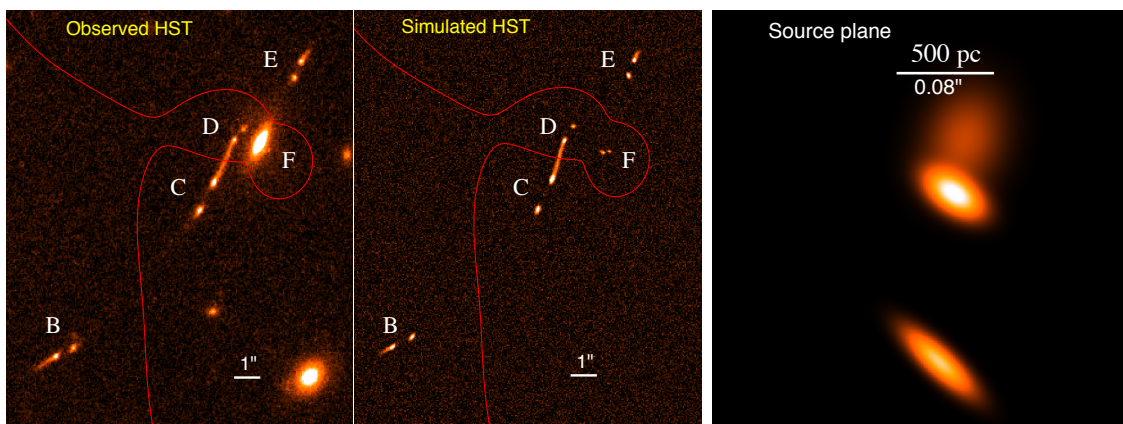 Observed HST
E
D
F
C
B
1"
Simulated HST
E
D
F
C
B
1"
Source plane
500 pc
0.08"